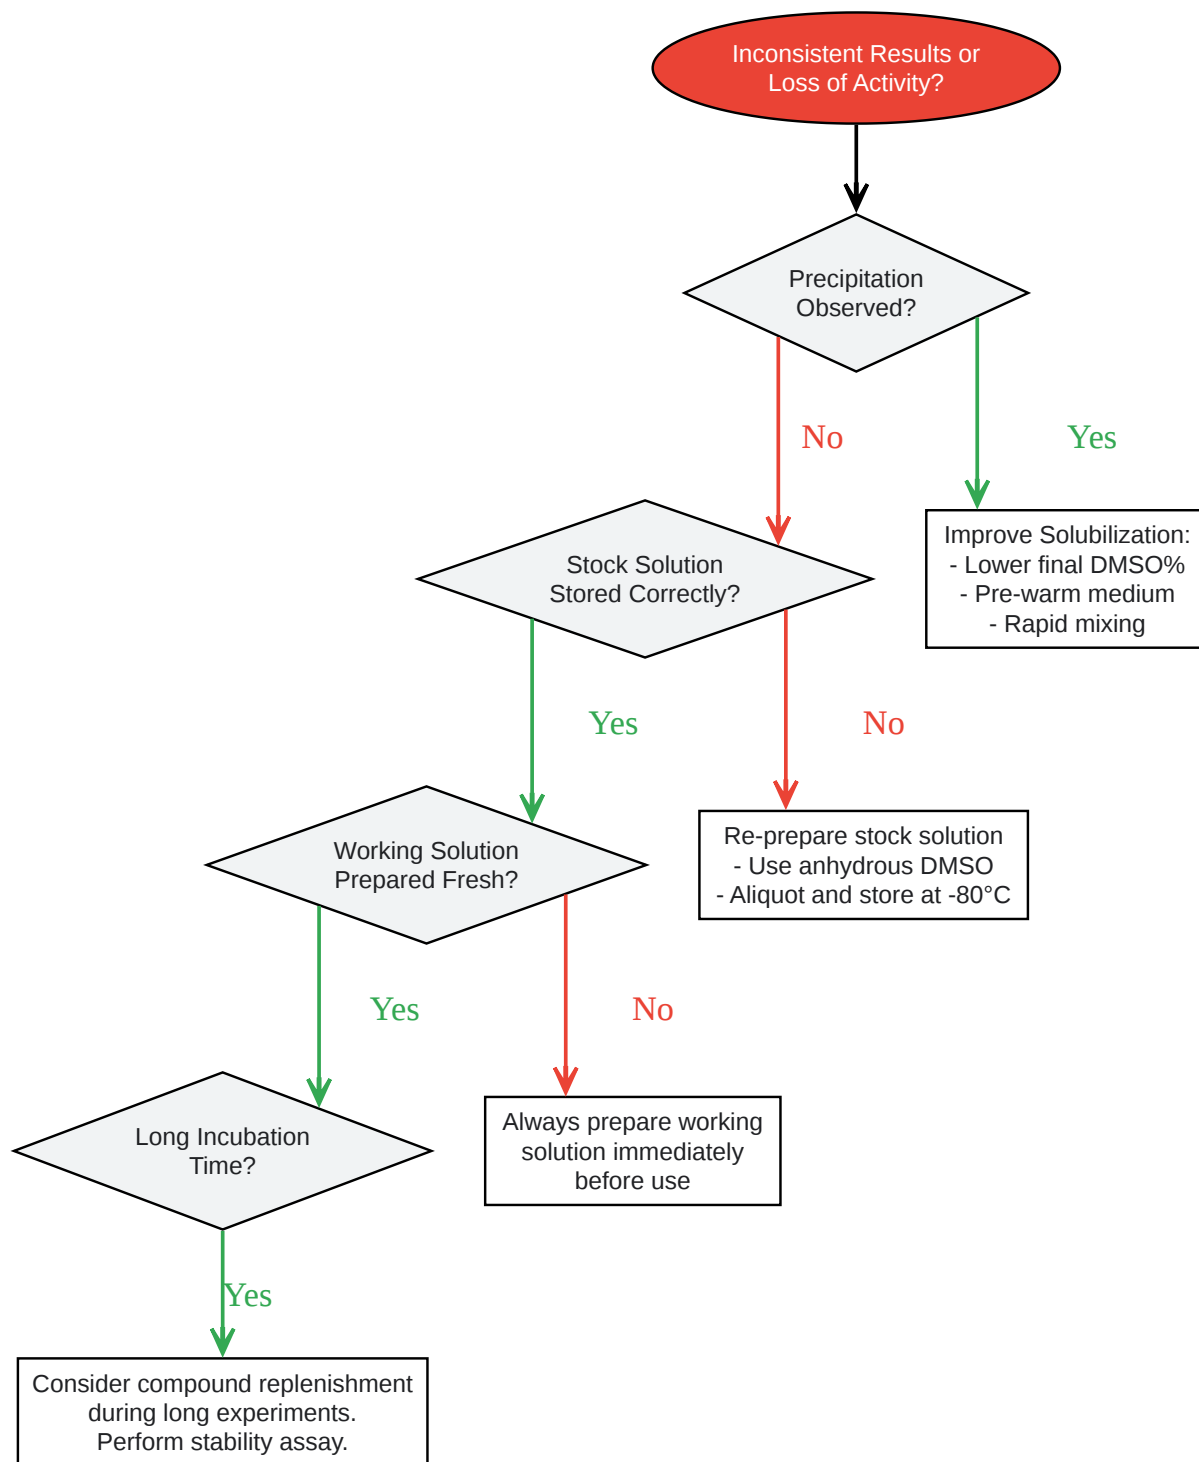 Inconsistent Results or
Loss of Activity?
Precipitation
Observed?
No
Yes
Improve Solubilization:
- Lower final DMSO%
- Pre-warm medium
- Rapid mixing
Stock Solution
Stored Correctly?
Yes
No
Re-prepare stock solution
- Use anhydrous DMSO
- Aliquot and store at -80°C
Working Solution
Prepared Fresh?
Yes
No
Always prepare working
solution immediately
before use
Long Incubation
Time?
Yes
Consider compound replenishment
during long experiments.
Perform stability assay.